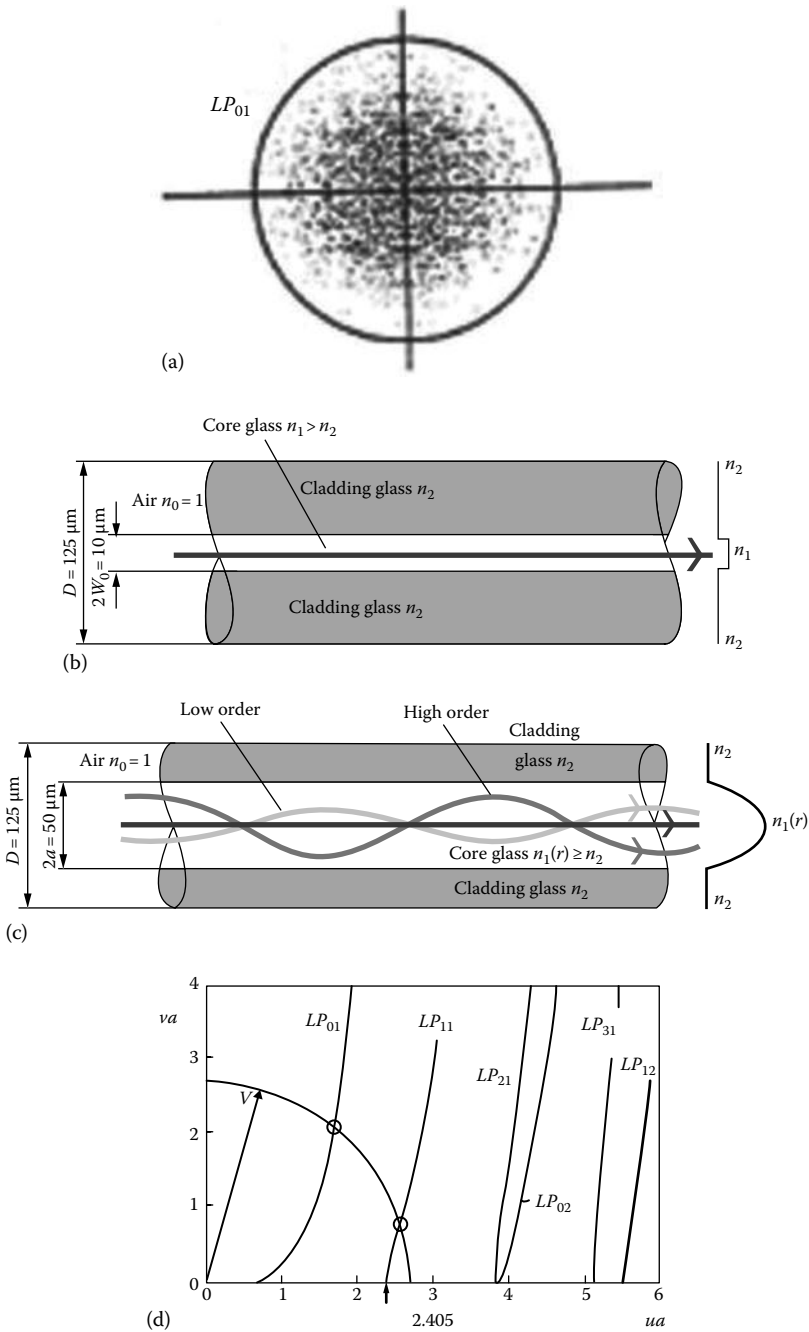 LP01
(a)
Core glass n1 > n2
n2
Air n0 = 1
Cladding glass n2
D = 125 µm
2W0 = 10 µm
n1
Cladding glass n2
n2
(b)
Low order
High order
Cladding
glass n2
Air n0 = 1
n2
D = 125 µm
2a = 50 µm
n1(r)
Core glass n1(r) ≥ n2
Cladding glass n2
n2
(c)
4
va
LP01
LP11
LP31
3
LP21
LP12
V
2
1
LP02
0
0 1 2 3 4 5 6
(d)
2.405
ua